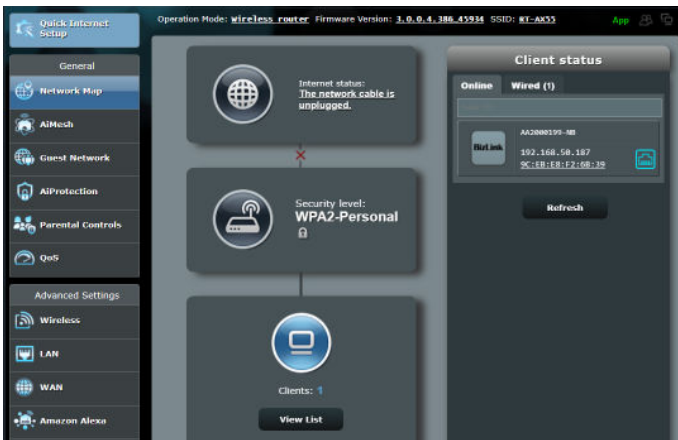 Quick Internet
Setup
Operation Mode: Wireless router Firmware Version: 3.0.0.4.386_45934 SSID: RT-AX55
App
General
Network Map
AiMesh
Guest Network
AiProtection
Parental Controls
QoS
Advanced Settings
Wireless
LAN
WAN
Amazon Alexa
Internet status:
The network cable is
unplugged.
Security level:
WPA2-Personal
Clients: 1
View List
Client status
Online Wired (1)
BizLink
AA2000199-NB
192.168.50.187
9C:EB:E8:F2:6B:39
Refresh